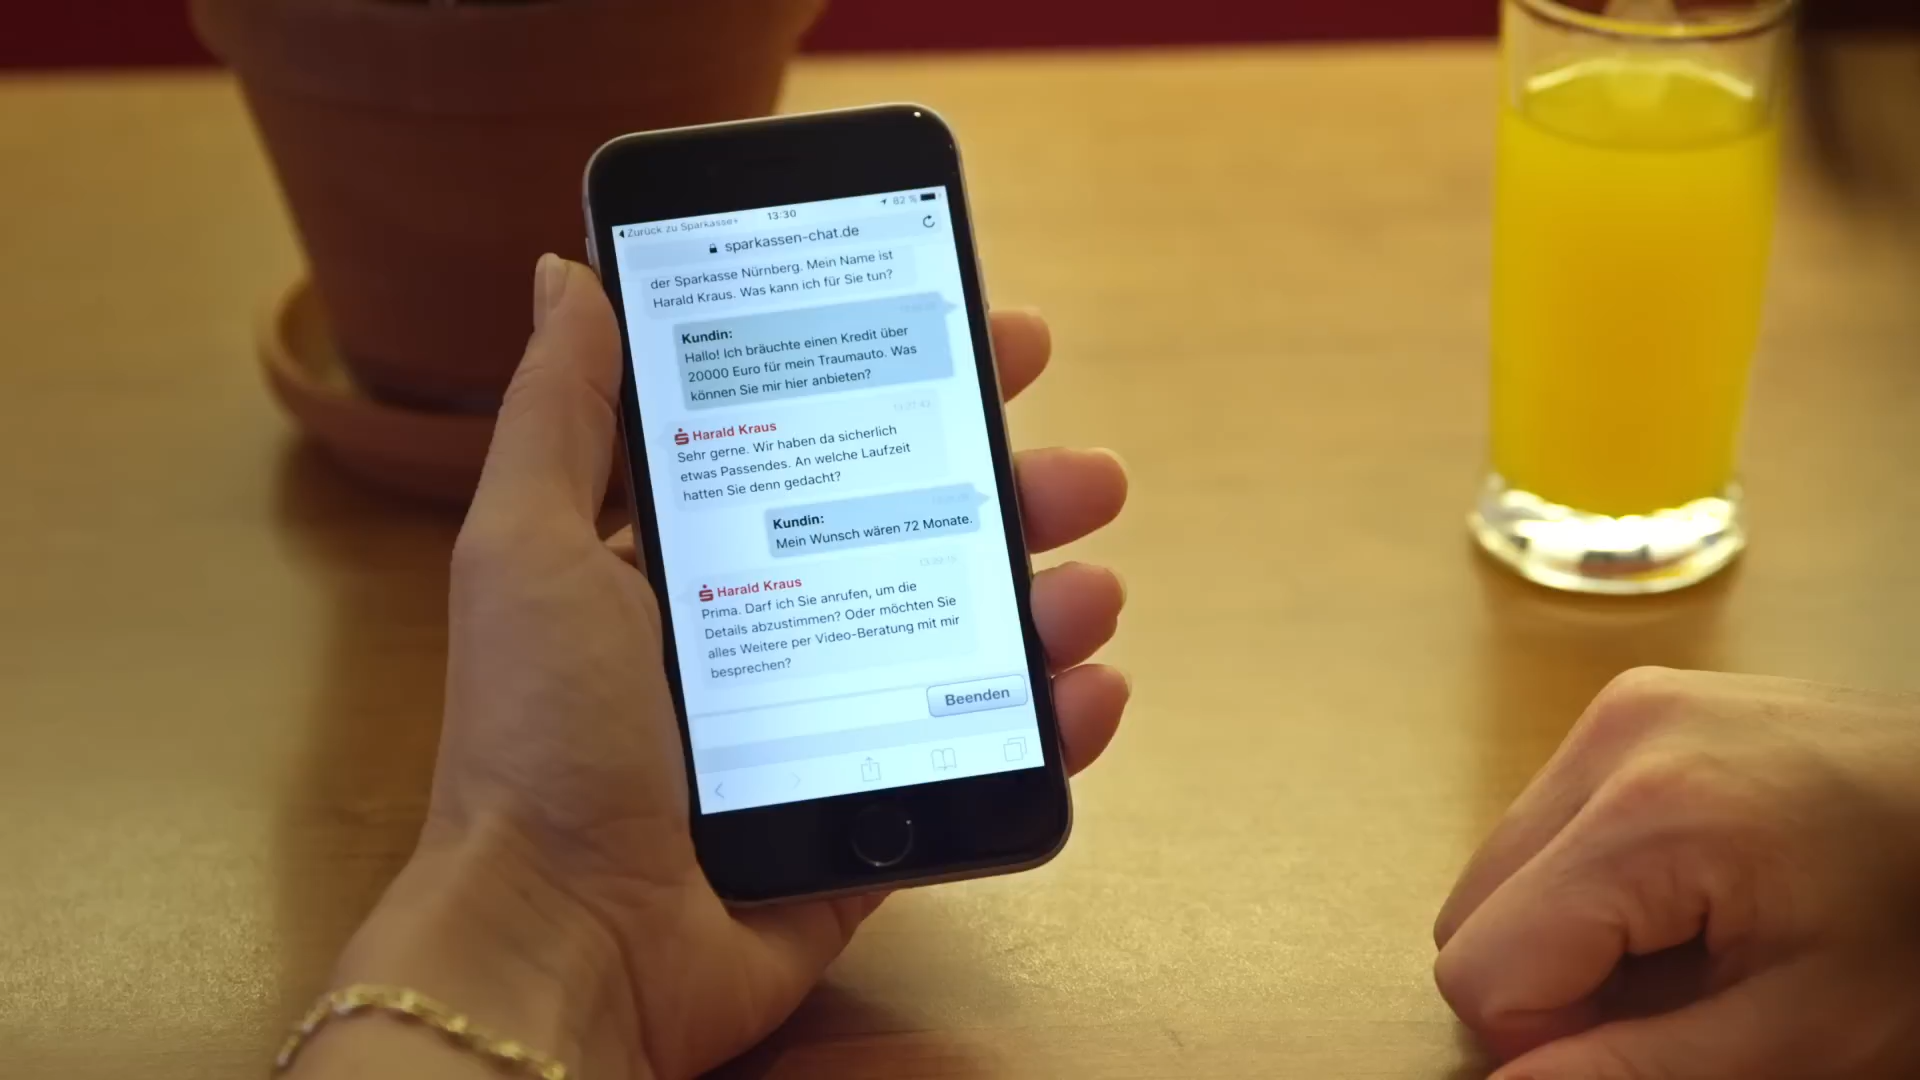 Zurück zu Sparkasse+ 13:30 82 %
sparkassen-chat.de
der Sparkasse Nürnberg. Mein Name ist
Harald Kraus. Was kann ich für Sie tun?
Kundin:
Hallo! Ich bräuchte einen Kredit über
20000 Euro für mein Traumauto. Was
können Sie mir hier anbieten?
Harald Kraus
Sehr gerne. Wir haben da sicherlich
etwas Passendes. An welche Laufzeit
hatten Sie denn gedacht?
Kundin:
Mein Wunsch wären 72 Monate.
Harald Kraus
Prima. Darf ich Sie anrufen, um die
Details abzustimmen? Oder möchten Sie
alles Weitere per Video-Beratung mit mir
besprechen?
Beenden